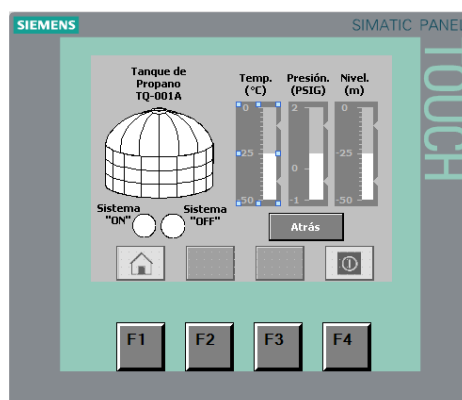 SIEMENS
SIMATIC PANEL
TOUCH
Tanque de
Propano
TQ-001A
Temp.
(°C)
Presión.
(PSIG)
Nivel.
(m)
0
-25
-50
2
0
-1
0
-25
-50
Sistema
"ON"
Sistema
"OFF"
Atrás
F1
F2
F3
F4